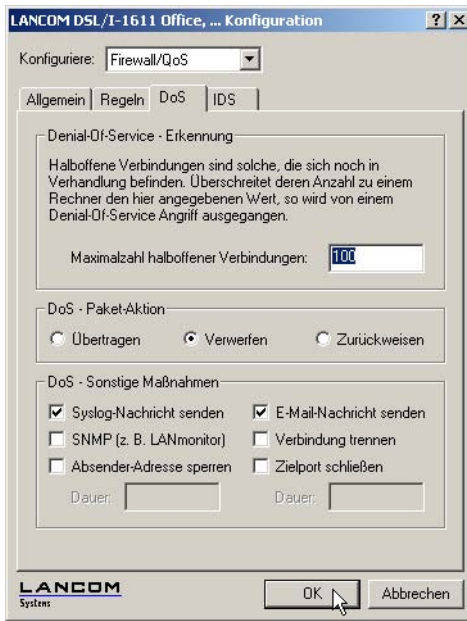 LANCOM DSL/I-1611 Office, ... Konfiguration
Konfiguriere: Firewall/QoS
Allgemein Regeln DoS IDS
Denial-Of-Service - Erkennung
Halboffene Verbindungen sind solche, die sich noch in
Verhandlung befinden. Überschreitet deren Anzahl zu einem
Rechner den hier angegebenen Wert, so wird von einem
Denial-Of-Service Angriff ausgegangen.
Maximalzahl halboffener Verbindungen: 100
DoS - Paket-Aktion
Übertragen Verwerfen Zurückweisen
DoS - Sonstige Maßnahmen
Syslog-Nachricht senden E-Mail-Nachricht senden
SNMP (z. B. LANmonitor) Verbindung trennen
Absender-Adresse sperren Zielport schließen
Dauer: Dauer:
LANCOM
Systems
OK Abbrechen